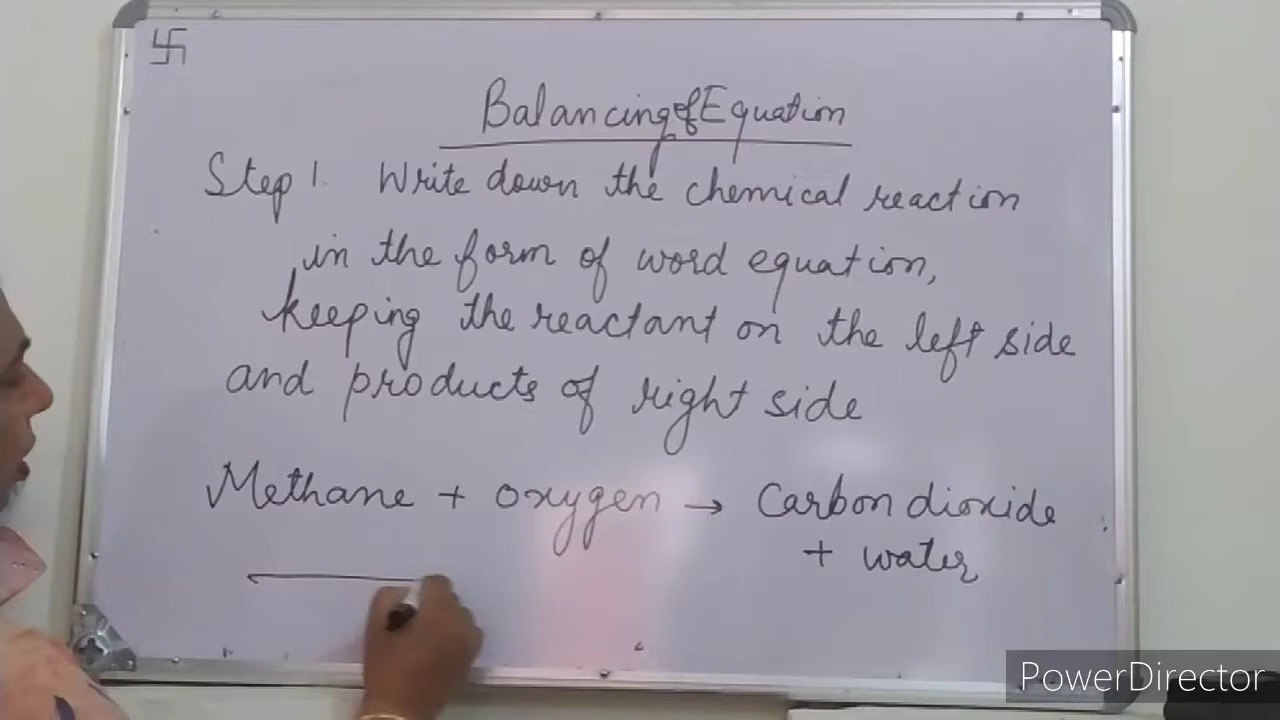 卐
Balancing of Equation
Step 1. Write down the chemical reaction
in the form of word equation,
keeping the reactant on the left side
and products of right side
Methane + oxygen → Carbon dioxide
+ water
PowerDirector